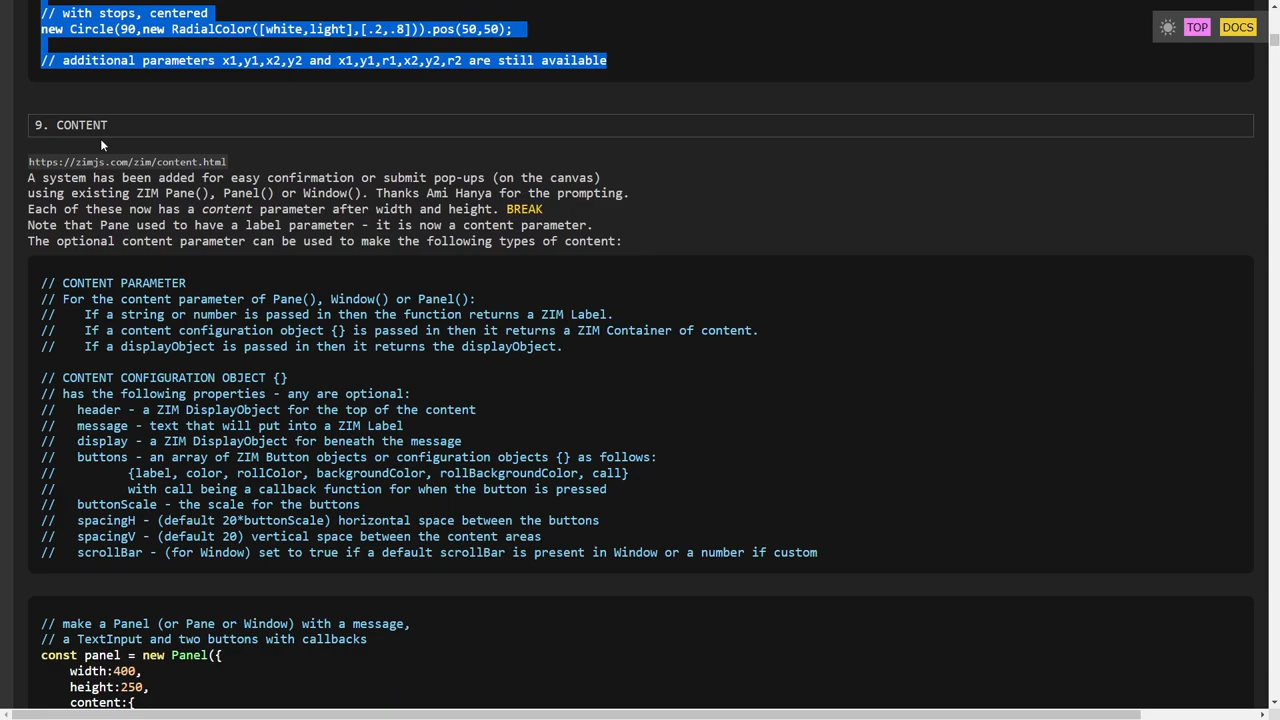 // with stops, centered
new Circle(90,new RadialColor([white,light],[.2,.8])).pos(50,50);
// additional parameters x1,y1,x2,y2 and x1,y1,r1,x2,y2,r2 are still available
TOP
DOCS
9. CONTENT
https://zimjs.com/zim/content.html
A system has been added for easy confirmation or submit pop-ups (on the canvas)
using existing ZIM Pane(), Panel() or Window(). Thanks Ami Hanya for the prompting.
Each of these now has a content parameter after width and height. BREAK
Note that Pane used to have a label parameter - it is now a content parameter.
The optional content parameter can be used to make the following types of content:
// CONTENT PARAMETER
// For the content parameter of Pane(), Window() or Panel():
//    If a string or number is passed in then the function returns a ZIM Label.
//    If a content configuration object {} is passed in then it returns a ZIM Container of content.
//    If a displayObject is passed in then it returns the displayObject.
// CONTENT CONFIGURATION OBJECT {}
// has the following properties - any are optional:
//   header - a ZIM DisplayObject for the top of the content
//   message - text that will put into a ZIM Label
//   display - a ZIM DisplayObject for beneath the message
//   buttons - an array of ZIM Button objects or configuration objects {} as follows:
//          {label, color, rollColor, backgroundColor, rollBackgroundColor, call}
//          with call being a callback function for when the button is pressed
//   buttonScale - the scale for the buttons
//   spacingH - (default 20*buttonScale) horizontal space between the buttons
//   spacingV - (default 20) vertical space between the content areas
//   scrollBar - (for Window) set to true if a default scrollBar is present in Window or a number if custom
// make a Panel (or Pane or Window) with a message,
// a TextInput and two buttons with callbacks
const panel = new Panel({
    width:400,
    height:250,
    content:{